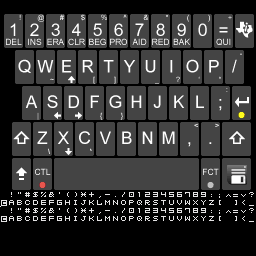 ! @ # $ % ^ & * ( ) +
1 2 3 4 5 6 7 8 9 0 =
DEL INS ERA CLR BEG PRO AID RED BAK QUI
Q W E R T Y U I O P /
A S D F G H J K L ;
Z X C V B N M , .
CTL FCT
!"#$%&'()*+,-./0123456789:;
@ABCDEFGHIJKLMNOPQRSTUVWXYZ[ ]
!"#$%&'()*+,-./0123456789:;
@ABCDEFGHIJKLMNOPQRSTUVWXYZ[ ]